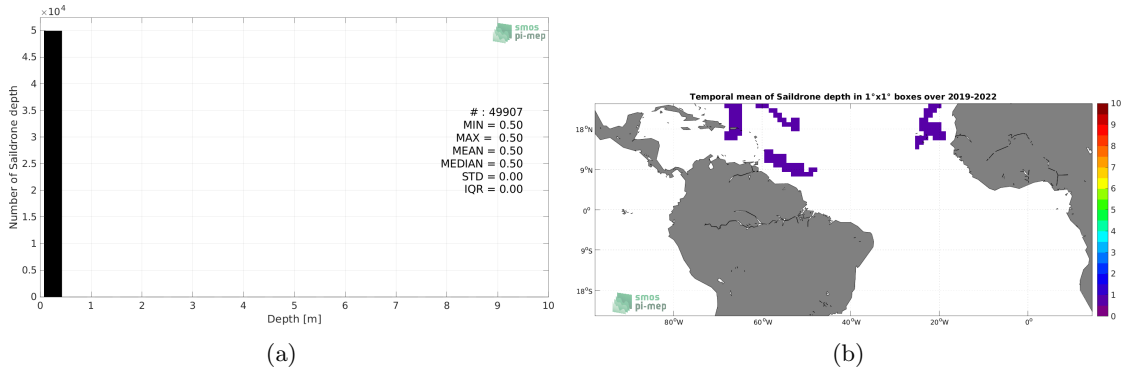 ×10⁴
5
4.5
4
3.5
3
2.5
2
1.5
1
0.5
0
Number of Saildrone depth
smos
pi-mep
# : 49907
MIN = 0.50
MAX = 0.50
MEAN = 0.50
MEDIAN = 0.50
STD = 0.00
IQR = 0.00
0 1 2 3 4 5 6 7 8 9 10
Depth [m]
(a)
Temporal mean of Saildrone depth in 1°x1° boxes over 2019-2022
18°N
9°N
0°
9°S
18°S
smos
pi-mep
80°W 60°W 40°W 20°W 0°
10
9
8
7
6
5
4
3
2
1
0
(b)